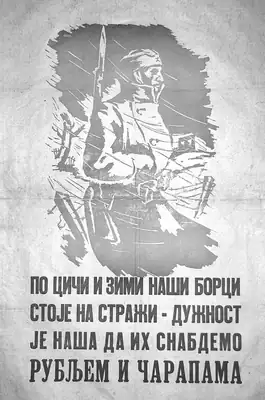 ПО ЦИЧИ И ЗИМИ НАШИ БОРЦИ
СТОЈЕ НА СТРАЖИ - ДУЖНОСТ
ЈЕ НАША ДА ИХ СНАБДЕМО
РУБЉЕМ И ЧАРАПАМА